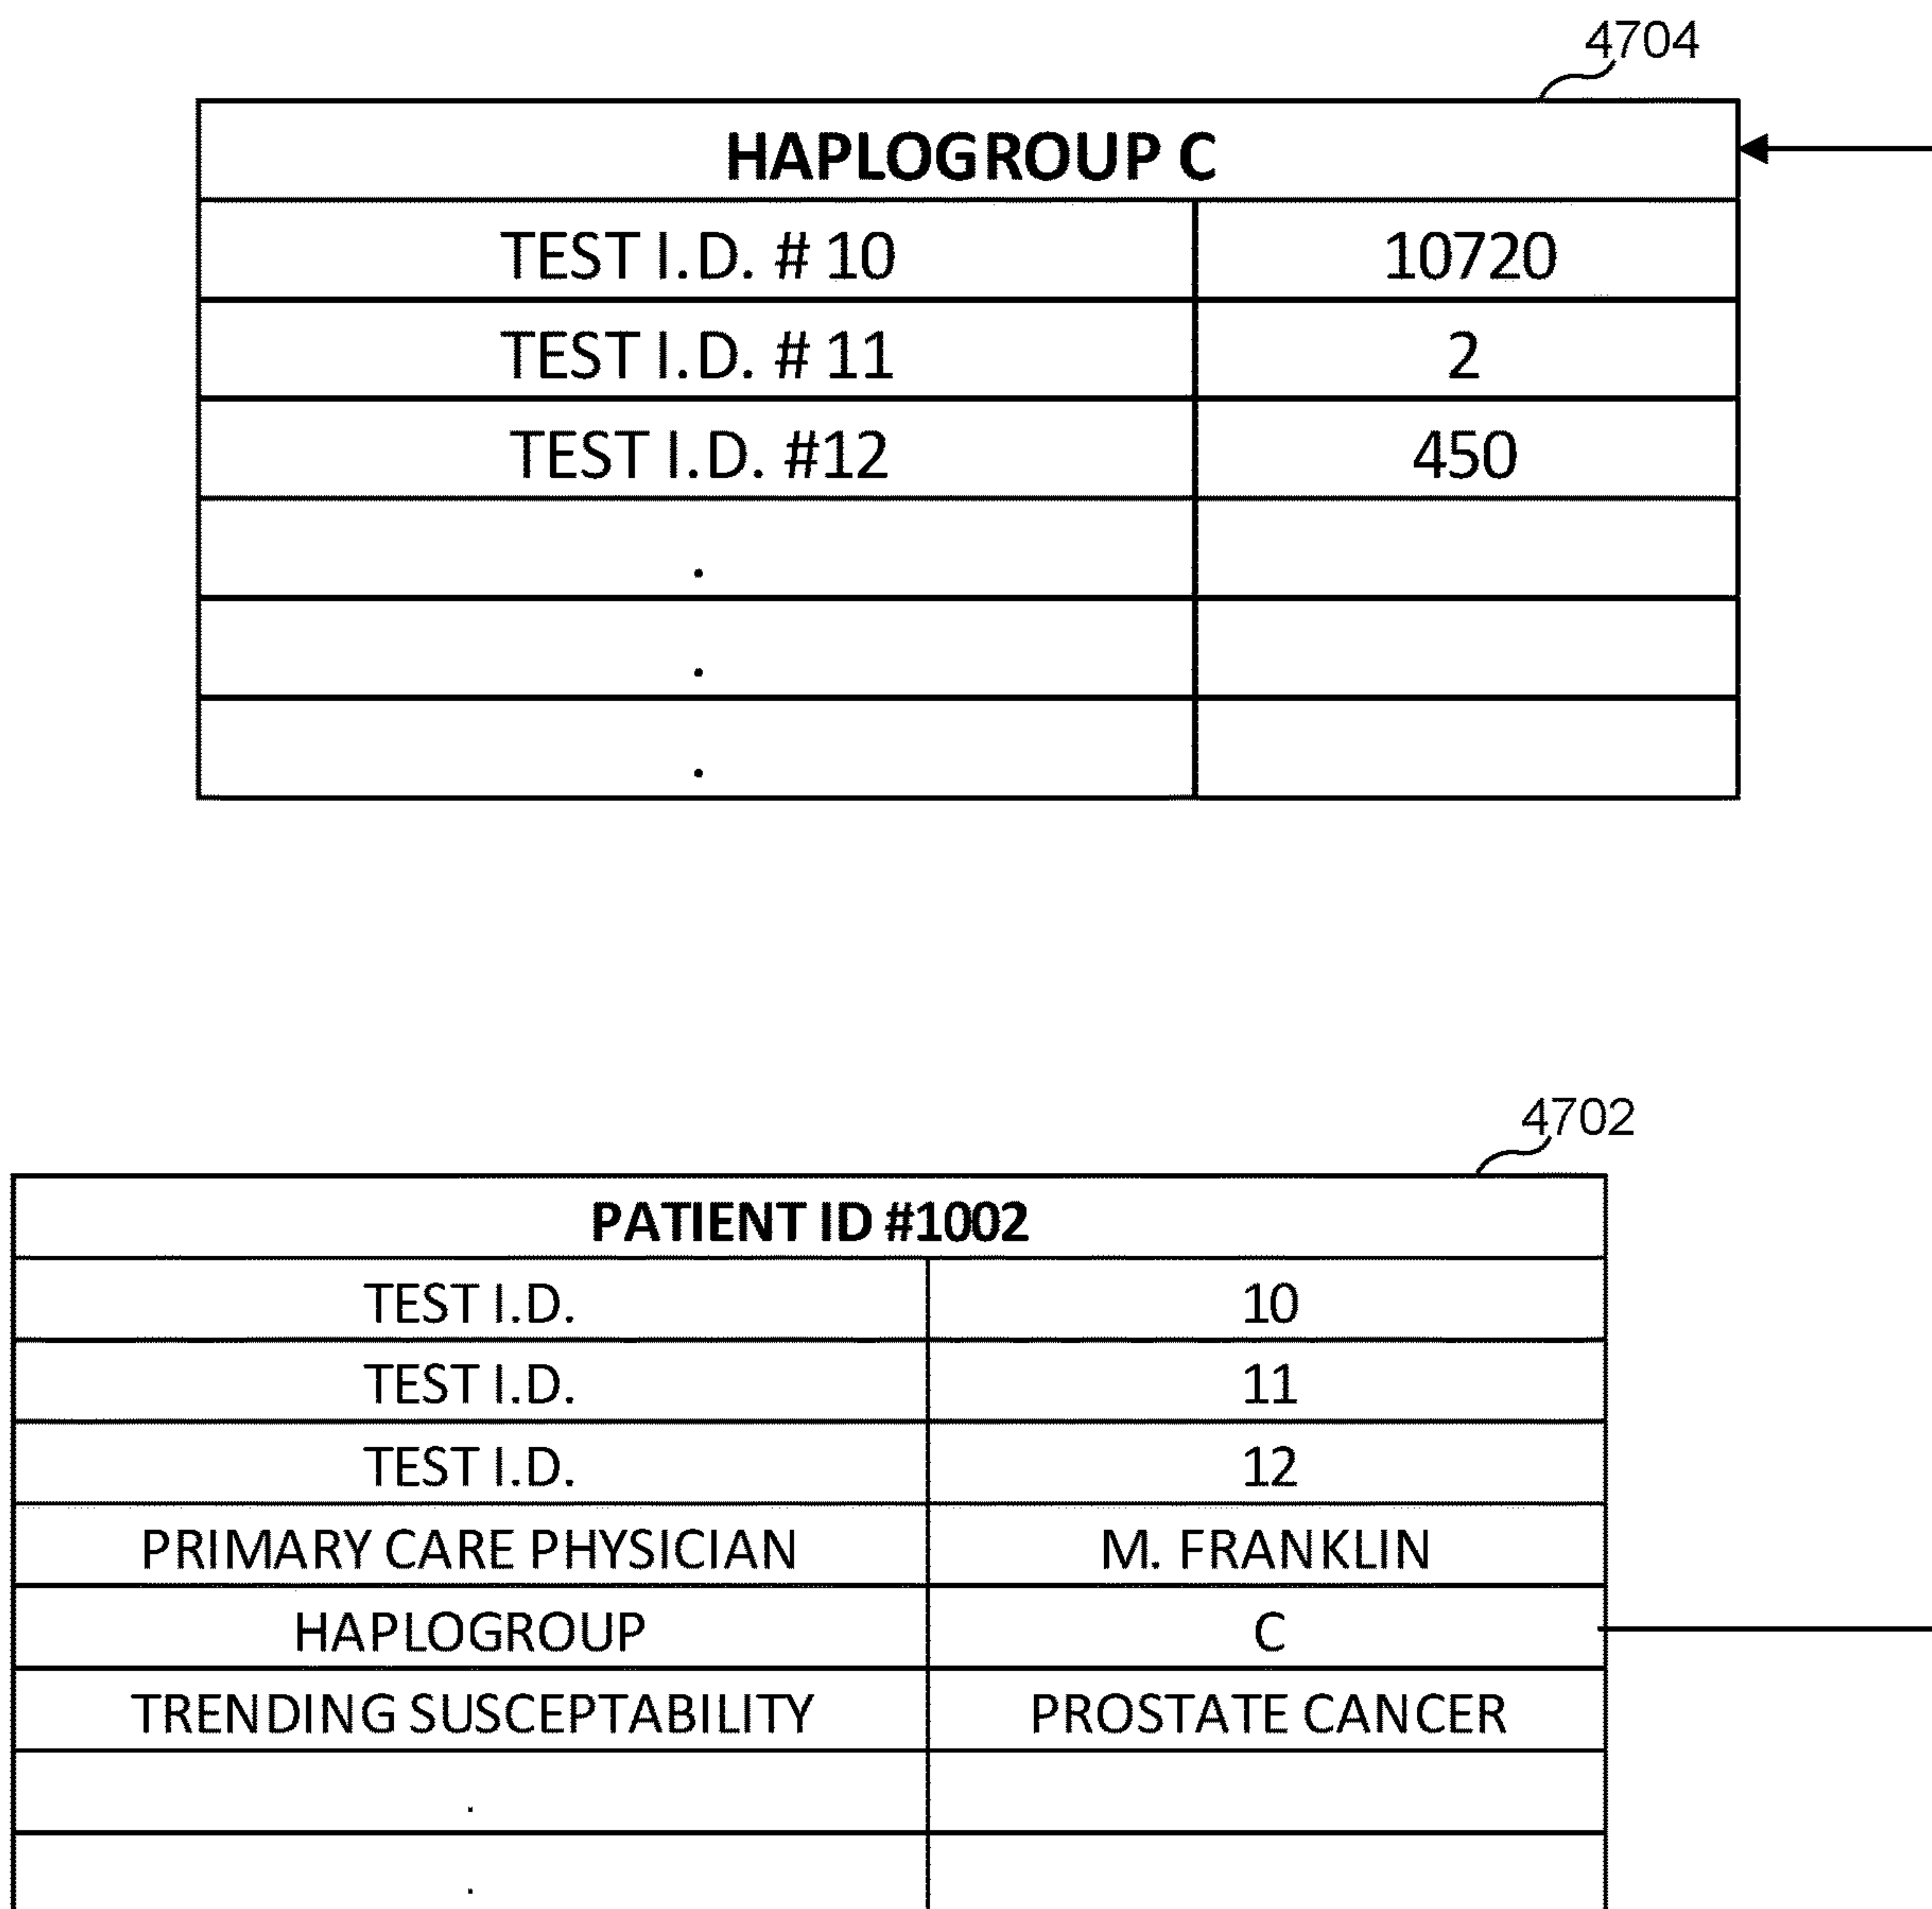 4704
HAPLOGROUP C
TEST I.D. # 10 10720
TEST I.D. # 11 2
TEST I.D. #12 450
.
.
.
4702
PATIENT ID #1002
TEST I.D. 10
TEST I.D. 11
TEST I.D. 12
PRIMARY CARE PHYSICIAN M. FRANKLIN
HAPLOGROUP C
TRENDING SUSCEPTABILITY PROSTATE CANCER
.
.